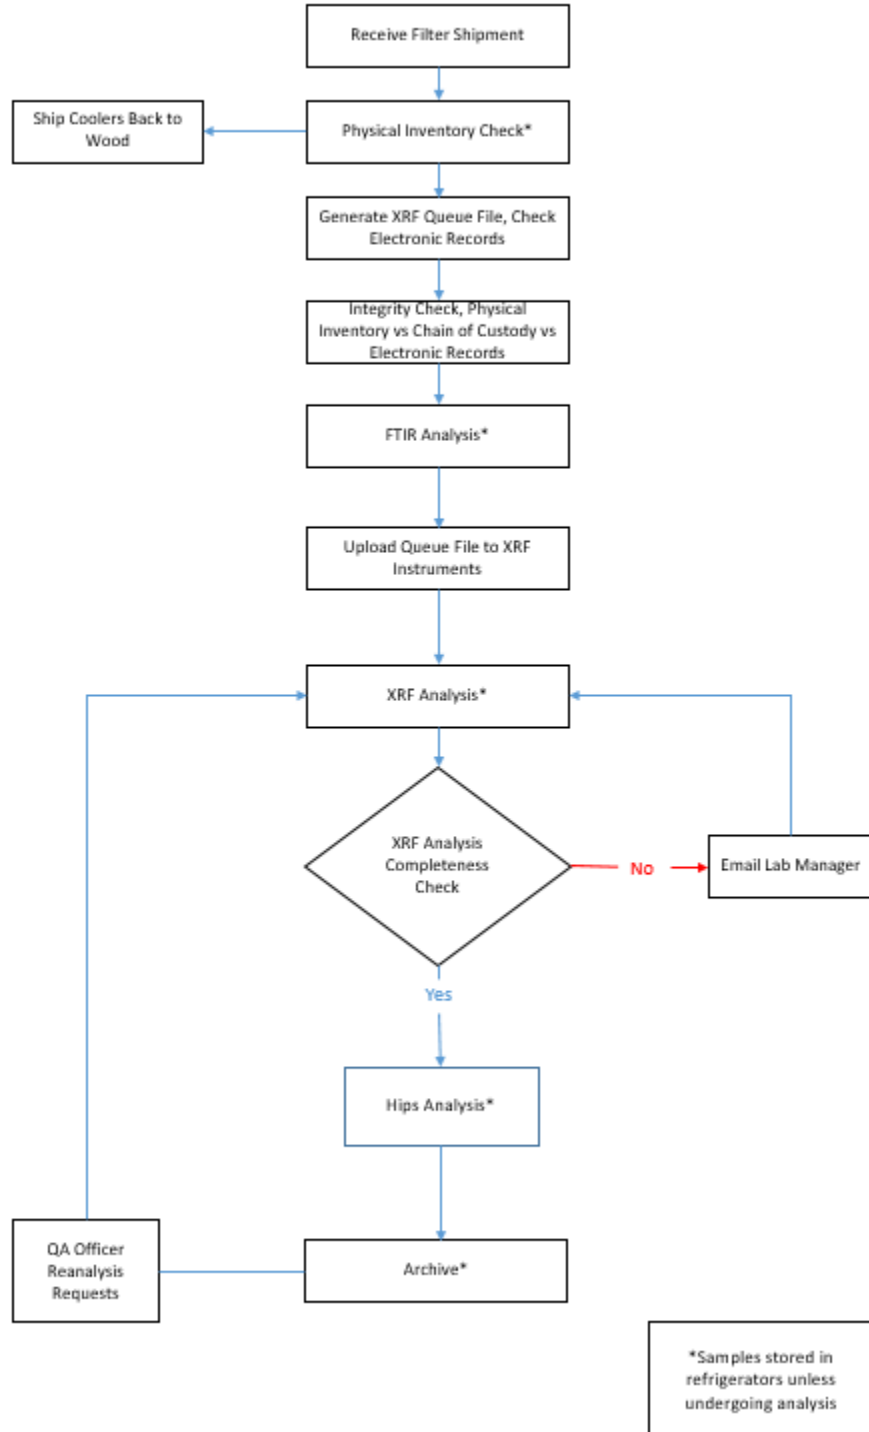 Receive Filter Shipment
Ship Coolers Back to
Wood
Physical Inventory Check*
Generate XRF Queue File, Check
Electronic Records
Integrity Check, Physical
Inventory vs Chain of Custody vs
Electronic Records
FTIR Analysis*
Upload Queue File to XRF
Instruments
XRF Analysis*
XRF Analysis
Completeness
Check
No
Email Lab Manager
Yes
Hips Analysis*
QA Officer
Reanalysis
Requests
Archive*
*Samples stored in
refrigerators unless
undergoing analysis